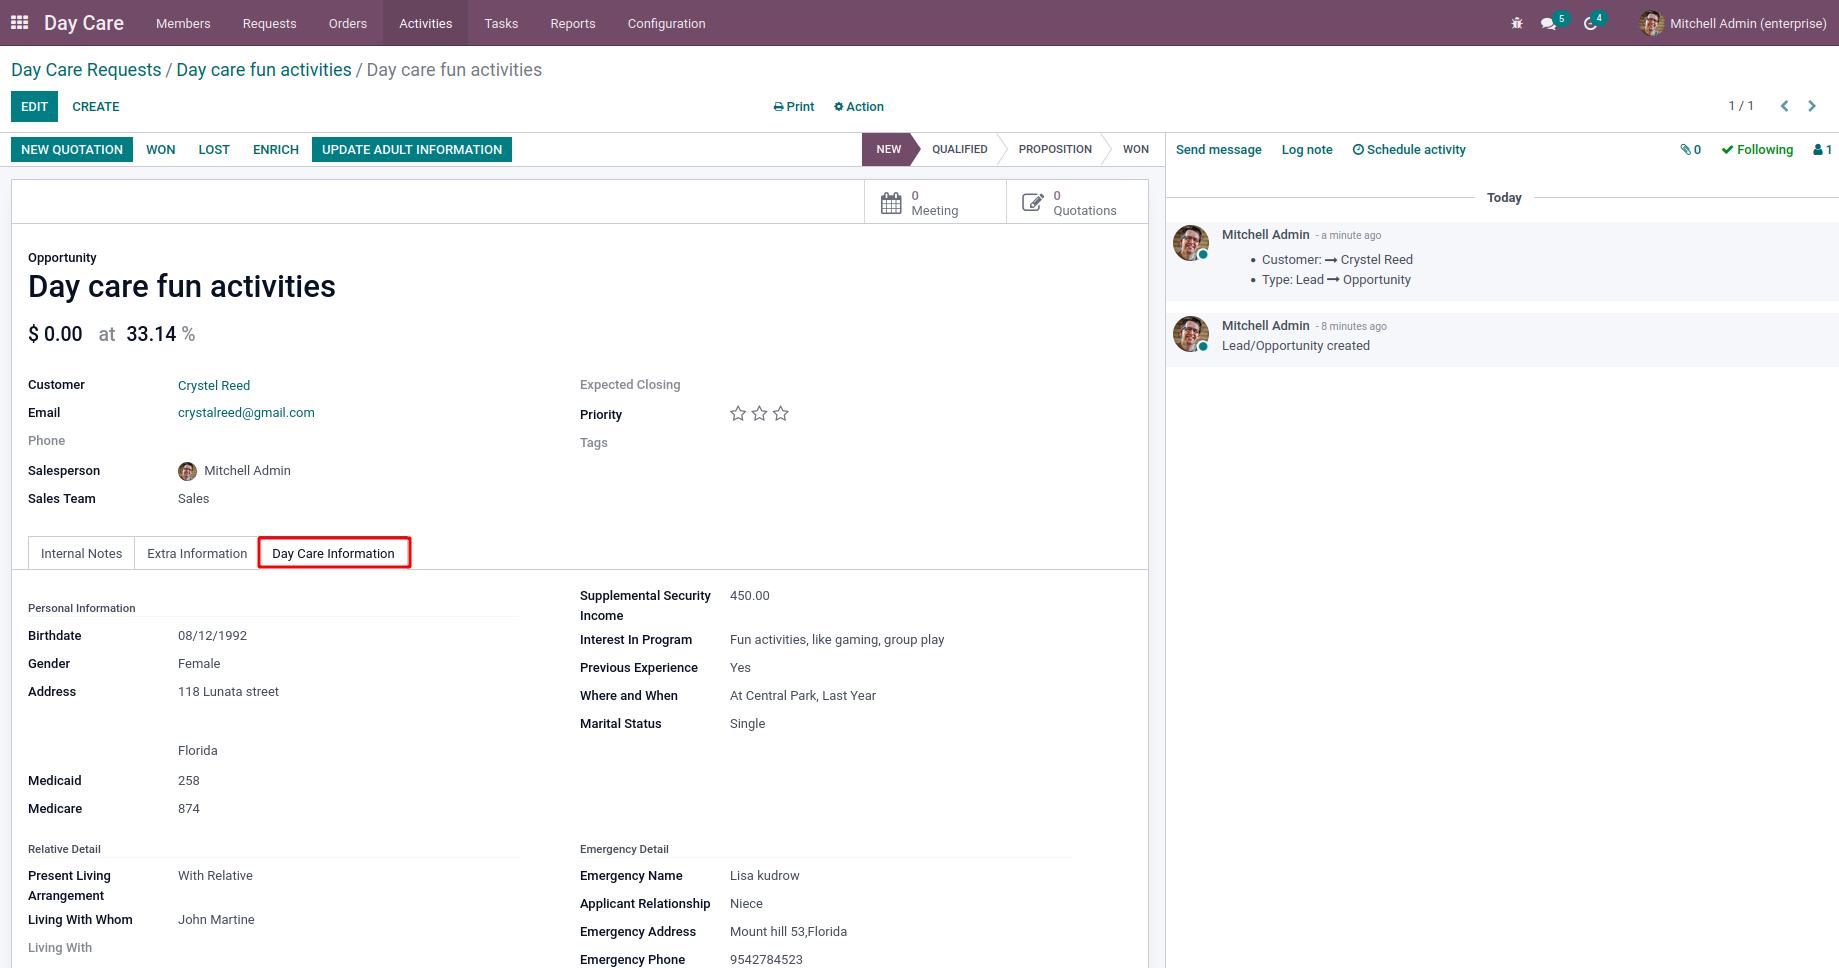 Day Care Members Requests Orders Activities Tasks Reports Configuration 5 4 Mitchell Admin (enterprise)
Day Care Requests / Day care fun activities / Day care fun activities
EDIT CREATE Print Action 1 / 1
NEW QUOTATION WON LOST ENRICH UPDATE ADULT INFORMATION NEW QUALIFIED PROPOSITION WON
0 Meeting
0 Quotations
Opportunity
Day care fun activities
$ 0.00 at 33.14 %
Customer Crystel Reed
Email crystalreed@gmail.com
Phone
Salesperson Mitchell Admin
Sales Team Sales
Expected Closing
Priority
Tags
Internal Notes Extra Information Day Care Information
Personal Information
Birthdate 08/12/1992
Gender Female
Address 118 Lunata street
Florida
Medicaid 258
Medicare 874
Supplemental Security
Income 450.00
Interest In Program Fun activities, like gaming, group play
Previous Experience Yes
Where and When At Central Park, Last Year
Marital Status Single
Relative Detail
Present Living
Arrangement With Relative
Living With Whom John Martine
Living With
Emergency Detail
Emergency Name Lisa kudrow
Applicant Relationship Niece
Emergency Address Mount hill 53,Florida
Emergency Phone 9542784523
Send message Log note Schedule activity 0 Following 1
Today
Mitchell Admin - a minute ago
• Customer: → Crystel Reed
• Type: Lead → Opportunity
Mitchell Admin - 8 minutes ago
Lead/Opportunity created